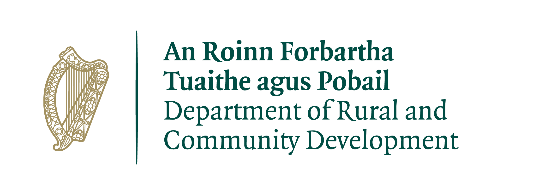 An Roinn Forbartha
Tuaithe agus Pobail
Department of Rural and
Community Development